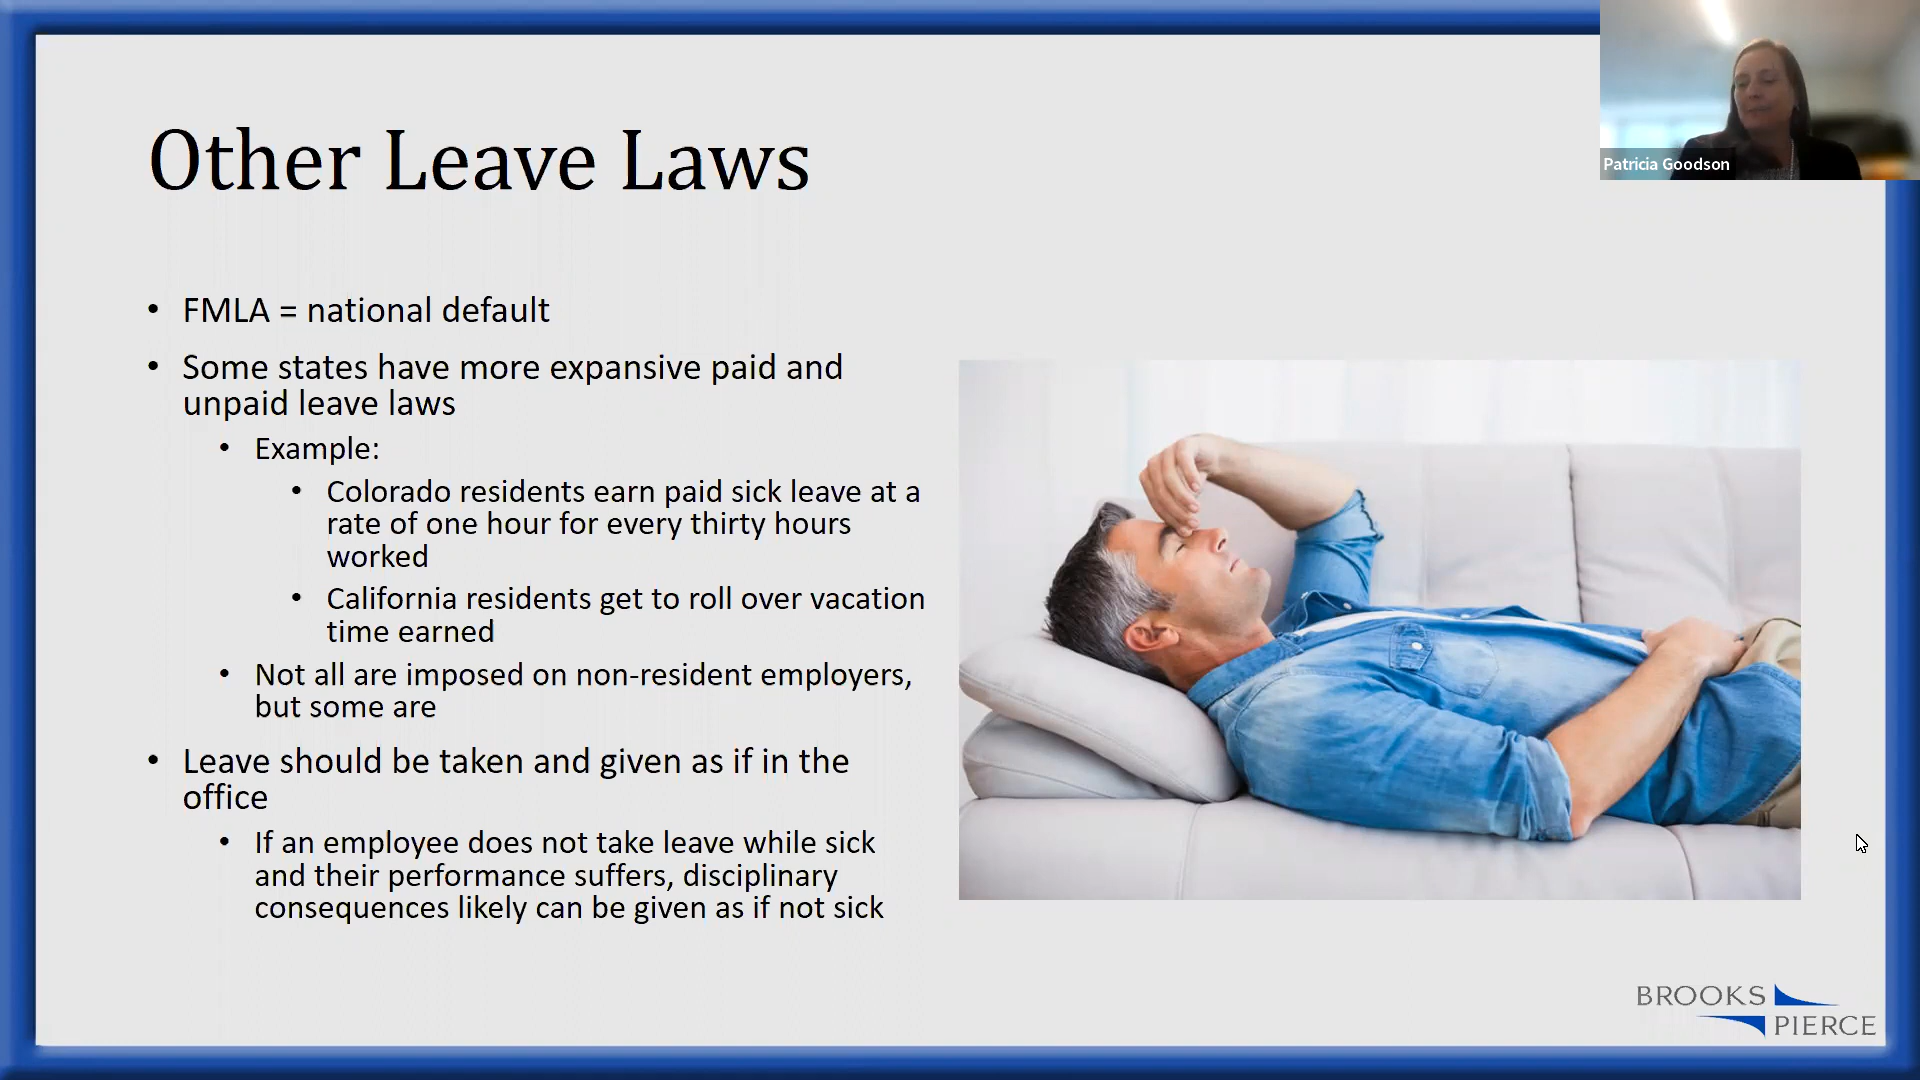 Patricia Goodson
Other Leave Laws
• FMLA = national default
• Some states have more expansive paid and
unpaid leave laws
• Example:
• Colorado residents earn paid sick leave at a
rate of one hour for every thirty hours
worked
• California residents get to roll over vacation
time earned
• Not all are imposed on non-resident employers,
but some are
• Leave should be taken and given as if in the
office
• If an employee does not take leave while sick
and their performance suffers, disciplinary
consequences likely can be given as if not sick
BROOKS
PIERCE